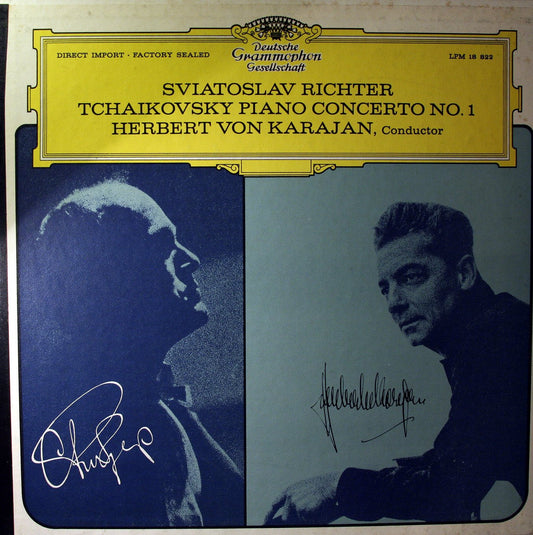 DIRECT IMPORT · FACTORY SEALED
Deutsche
Grammophon
Gesellschaft
LPM 18 822
SVIATOSLAV RICHTER
TCHAIKOVSKY PIANO CONCERTO NO. 1
HERBERT VON KARAJAN, Conductor